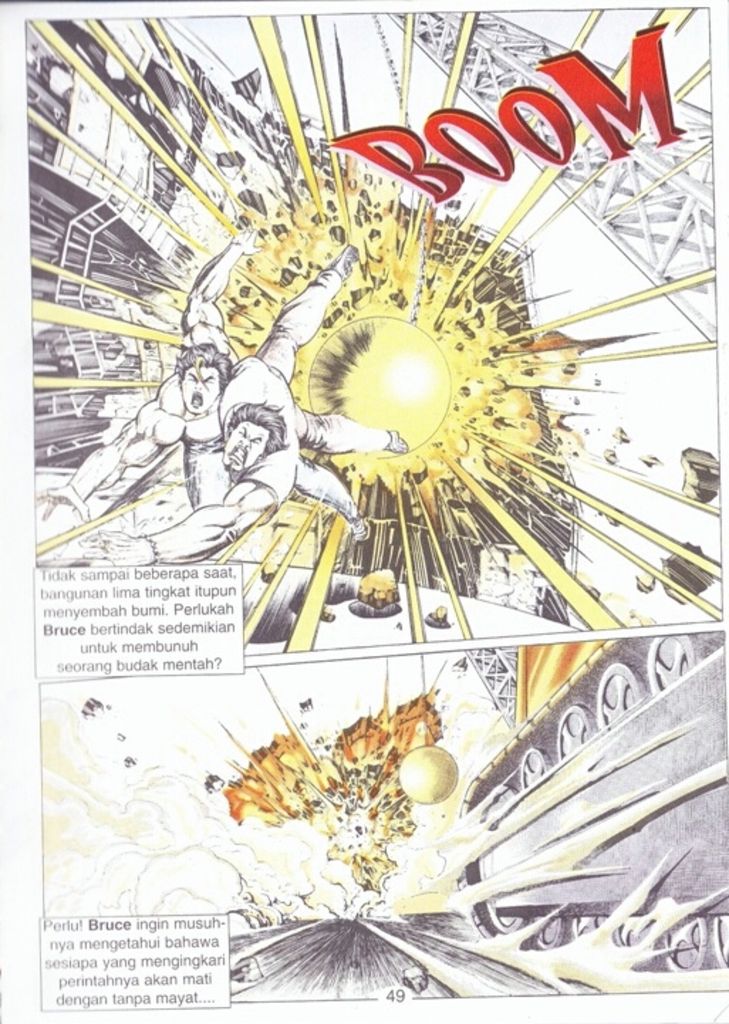 BOOM
Tidak sampai beberapa saat,
bangunan lima tingkat itupun
menyembah bumi. Perlukah
Bruce bertindak sedemikian
untuk membunuh
seorang budak mentah?
Perlu! Bruce ingin musuh-
nya mengetahui bahawa
sesiapa yang mengingkari
perintahnya akan mati
dengan tanpa mayat....
49